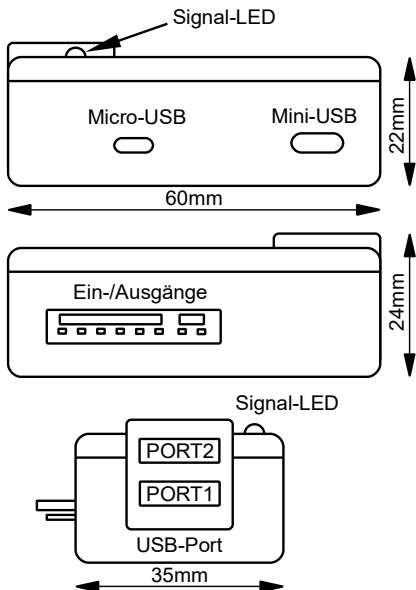 Signal-LED
Micro-USB
Mini-USB
22mm
60mm
Ein-/Ausgänge
24mm
Signal-LED
PORT2
PORT1
USB-Port
35mm